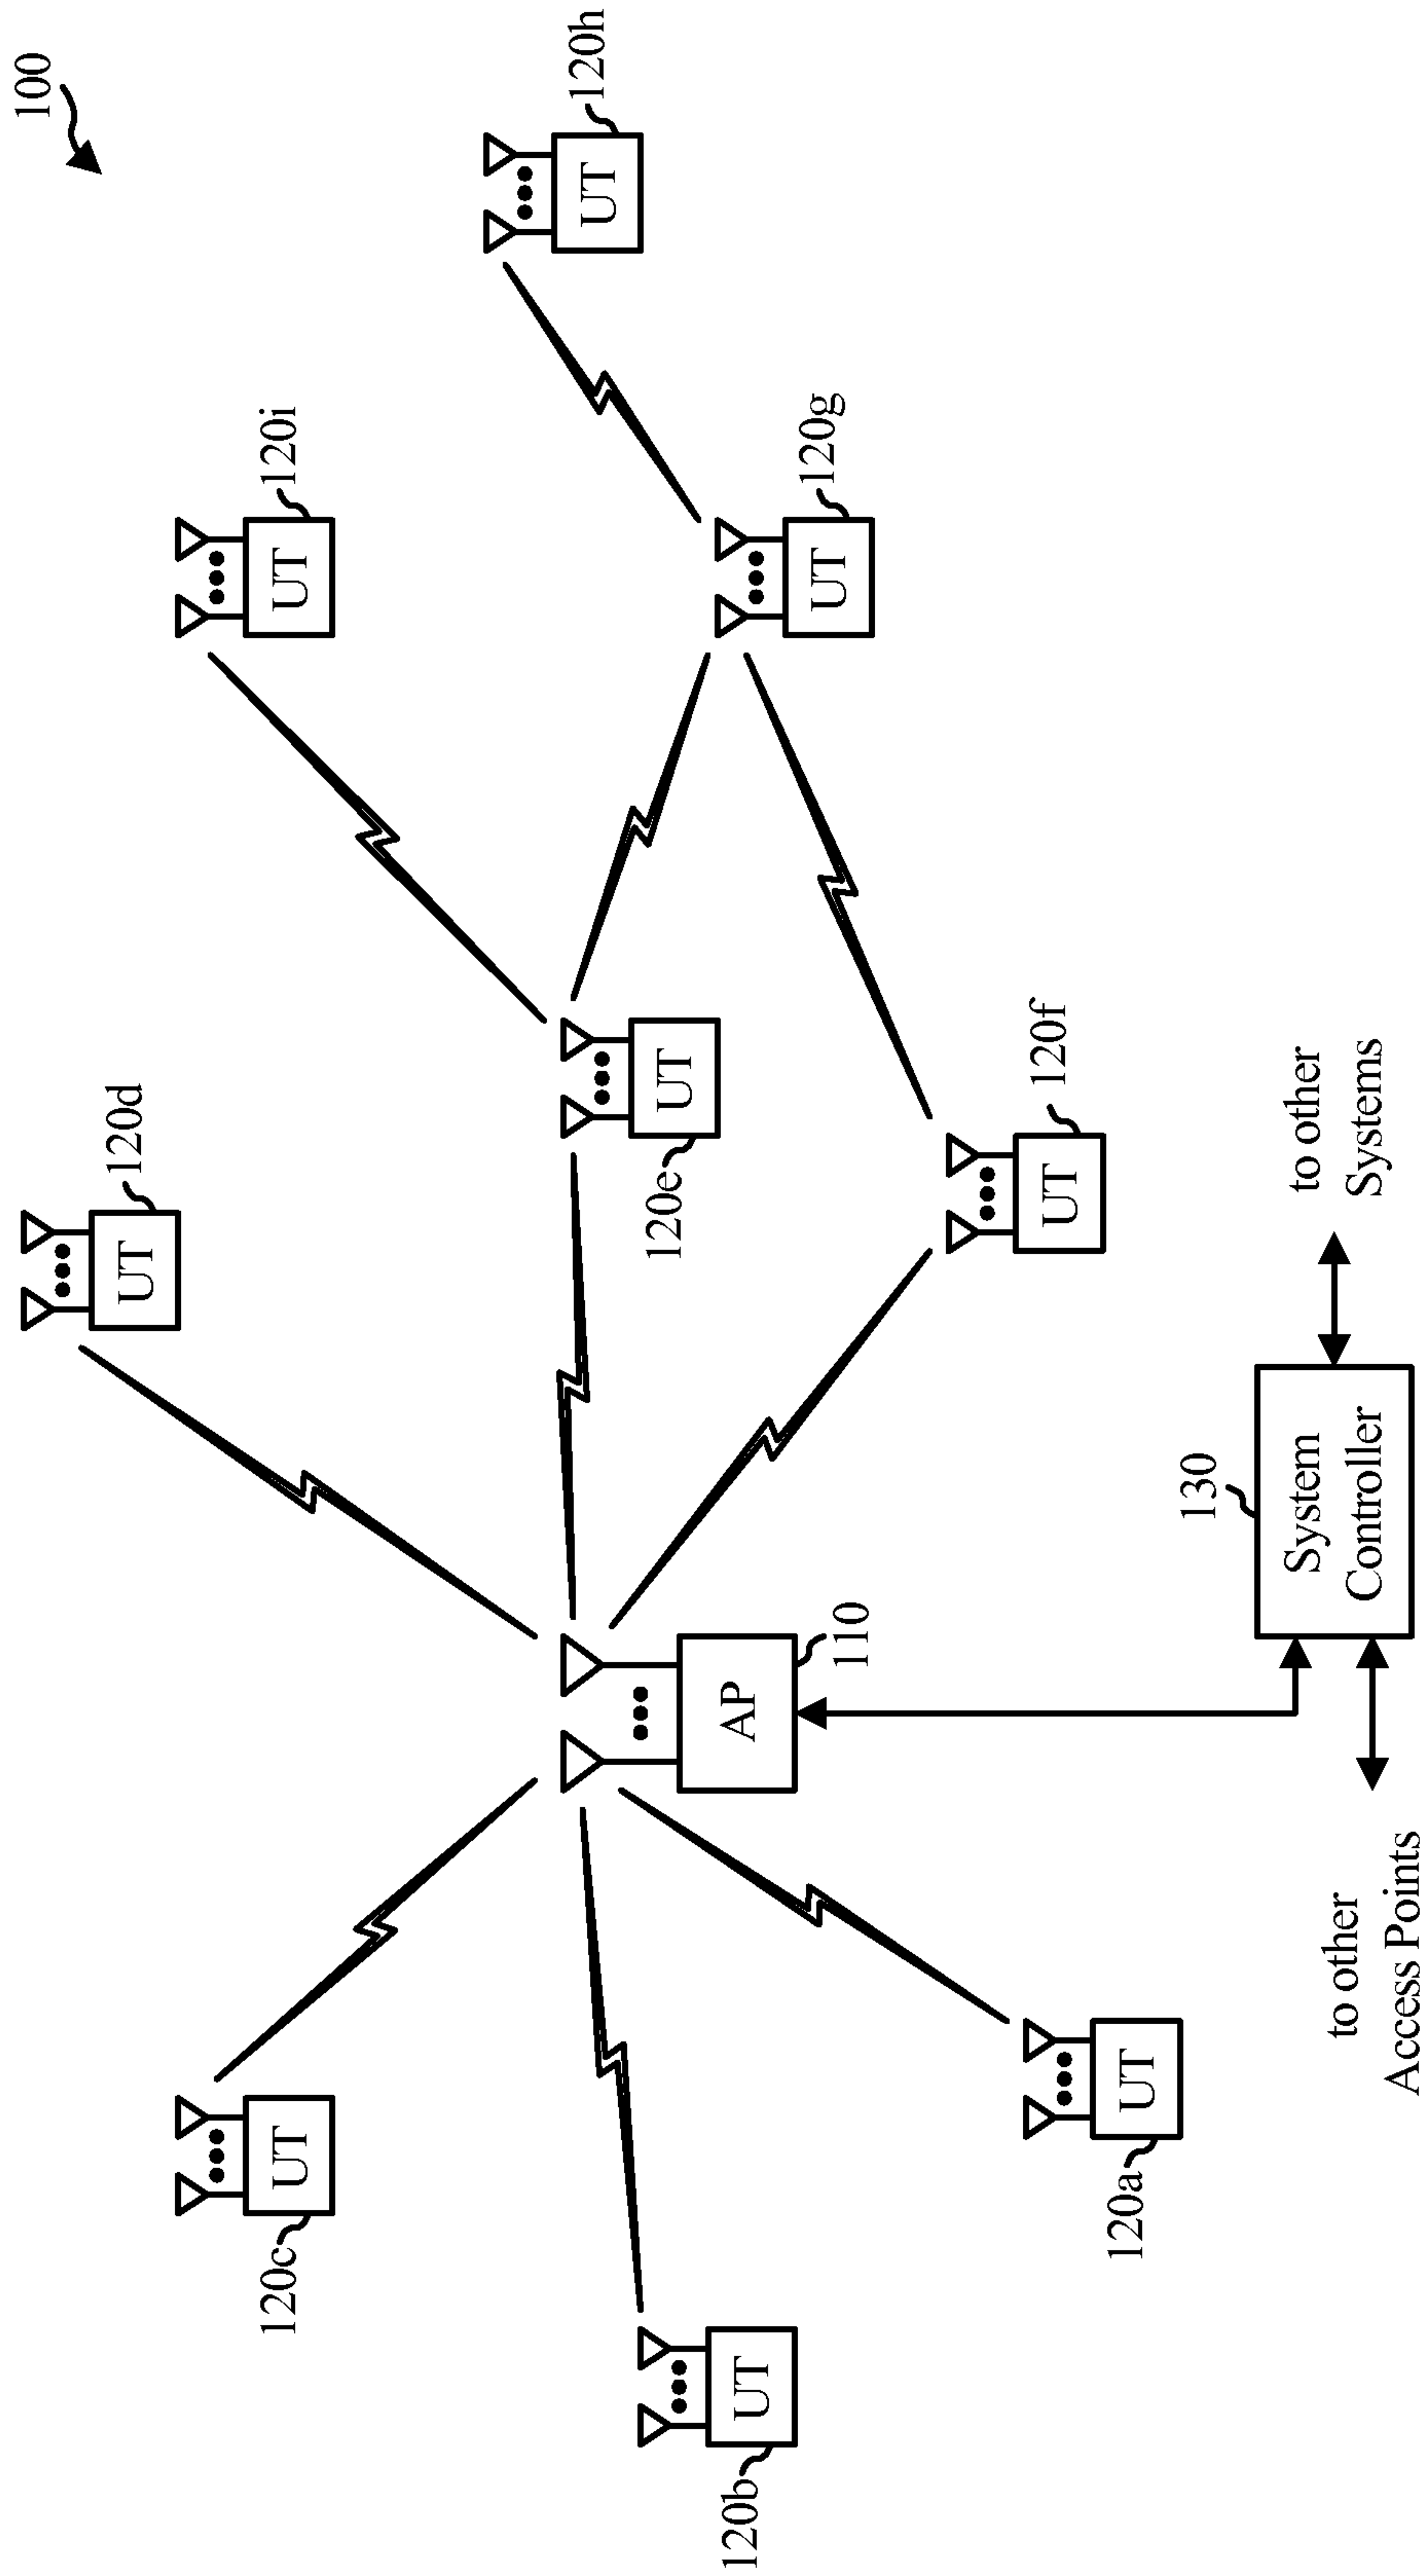 100
120d
UT
120c
UT
120i
UT
120h
UT
120e
UT
AP
110
120b
UT
120g
UT
120f
UT
120a
UT
130
System
Controller
to other
Systems
to other
Access Points